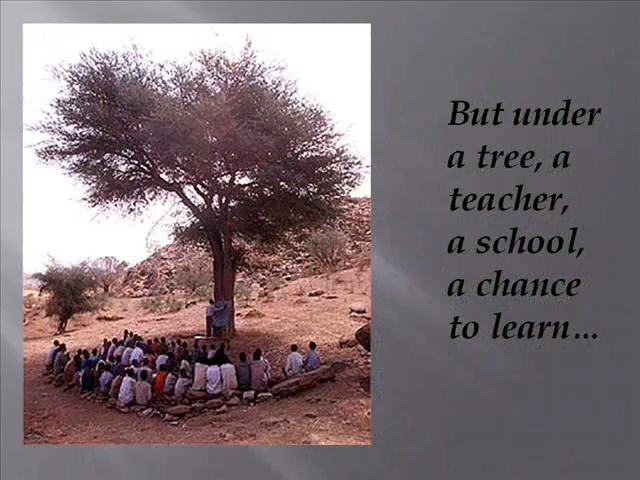 But under
a tree, a
teacher,
a school,
a chance
to learn...